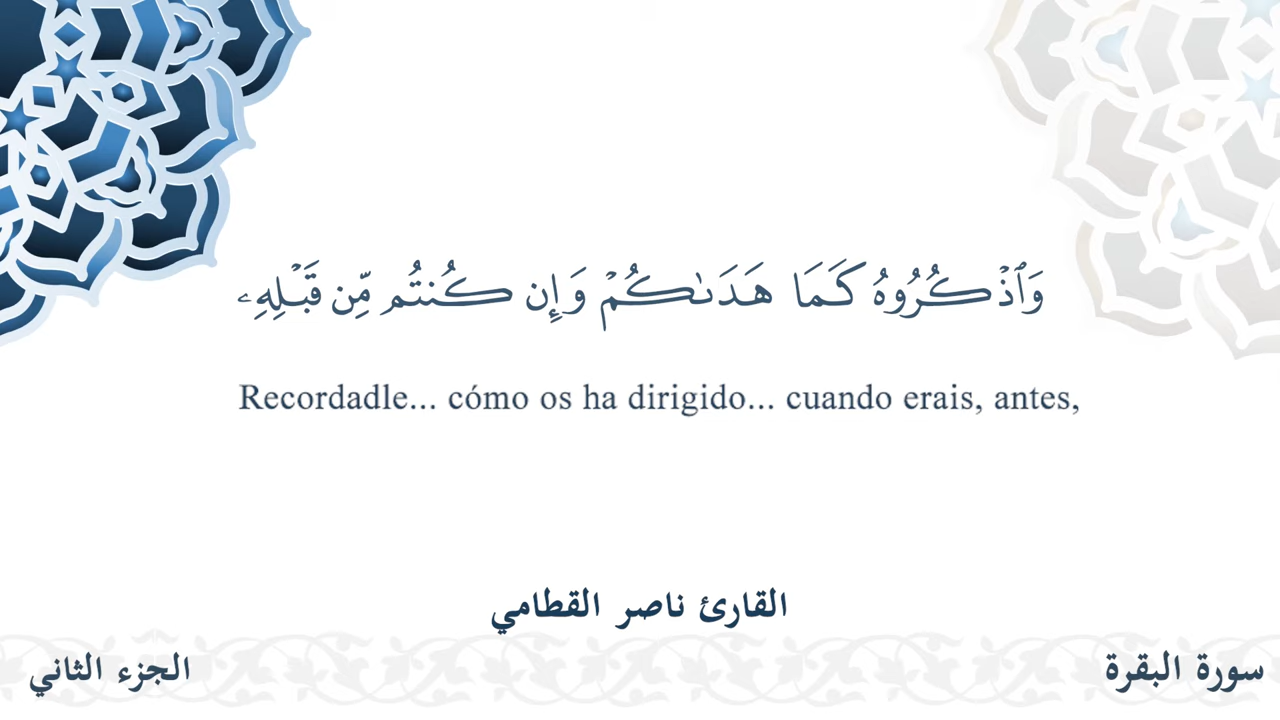 وَٱذْكُرُوهُ كَمَا هَدَىٰكُمْ وَإِن كُنتُم مِّن قَبْلِهِۦ
Recordadle... cómo os ha dirigido... cuando erais, antes,
القارئ ناصر القطامي
سورة البقرة
الجزء الثاني